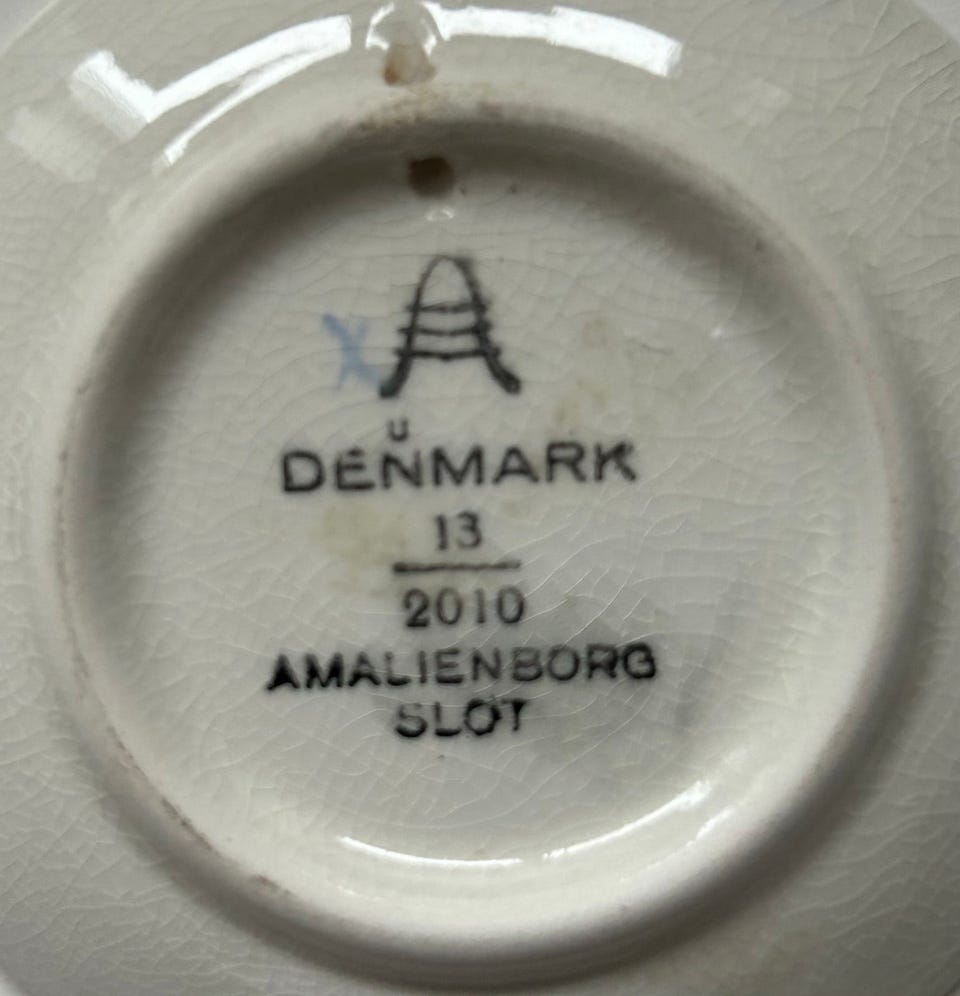 U
DENMARK
13
2010
AMALIENBORG
SLOT